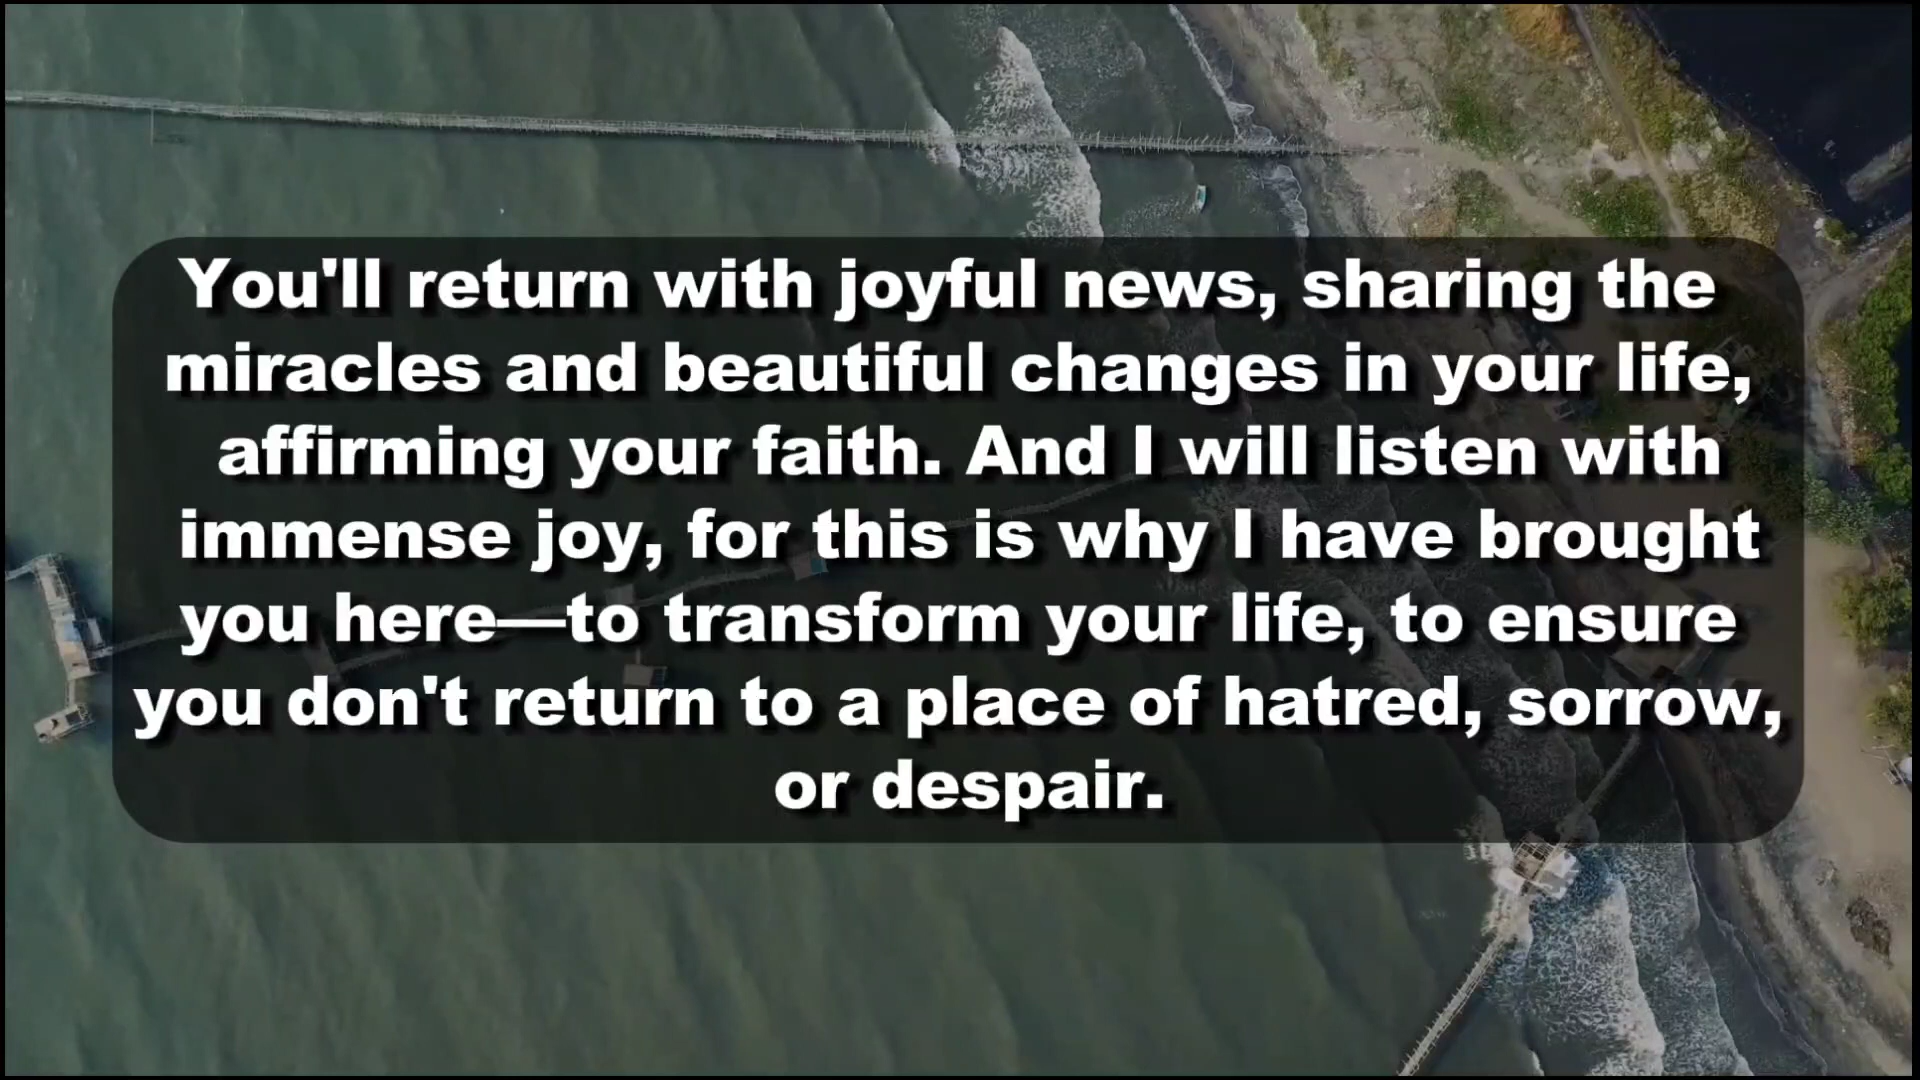 You'll return with joyful news, sharing the
miracles and beautiful changes in your life,
affirming your faith. And I will listen with
immense joy, for this is why I have brought
you here—to transform your life, to ensure
you don't return to a place of hatred, sorrow,
or despair.